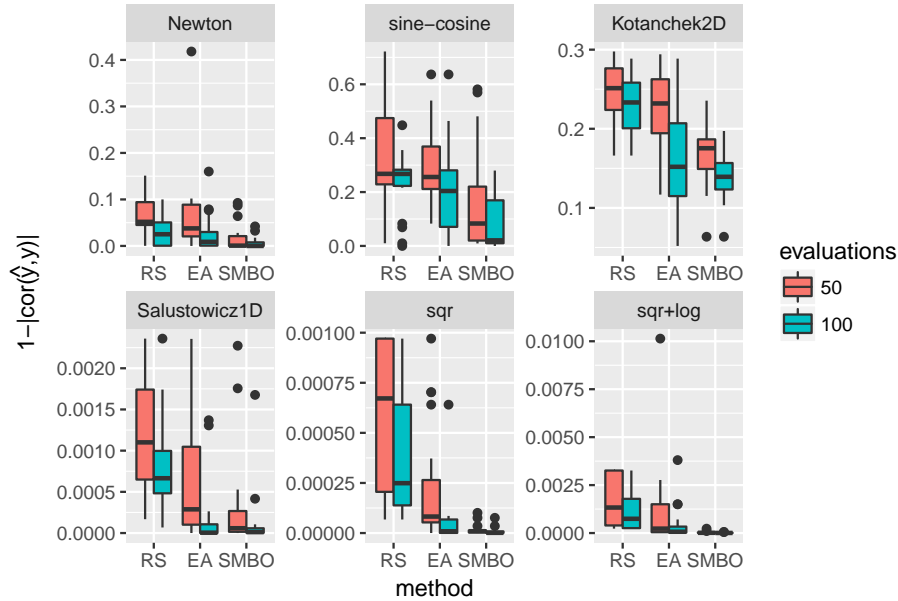 Newton
sine−cosine
Kotanchek2D
0.4
0.3
0.2
0.1
0.0
0.6
0.4
0.2
0.0
0.3
0.2
0.1
RS EA SMBO
RS EA SMBO
RS EA SMBO
Salustowicz1D
sqr
sqr+log
0.0020
0.0015
0.0010
0.0005
0.0000
0.00100
0.00075
0.00050
0.00025
0.00000
0.0100
0.0075
0.0050
0.0025
0.0000
RS EA SMBO
RS EA SMBO
RS EA SMBO
method
1−|cor(ŷ,y)|
evaluations
50
100